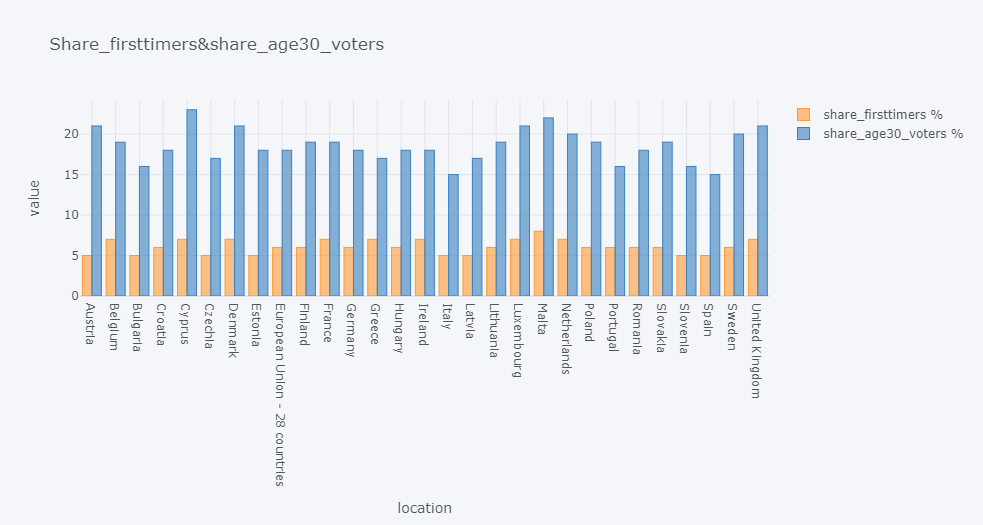 Share_firsttimers&share_age30_voters
share_firsttimers %
share_age30_voters %
value
20
15
10
5
0
Austria
Belgium
Bulgaria
Croatia
Cyprus
Czechia
Denmark
Estonia
European Union - 28 countries
Finland
France
Germany
Greece
Hungary
Ireland
Italy
Latvia
Lithuania
Luxembourg
Malta
Netherlands
Poland
Portugal
Romania
Slovakia
Slovenia
Spain
Sweden
United Kingdom
location